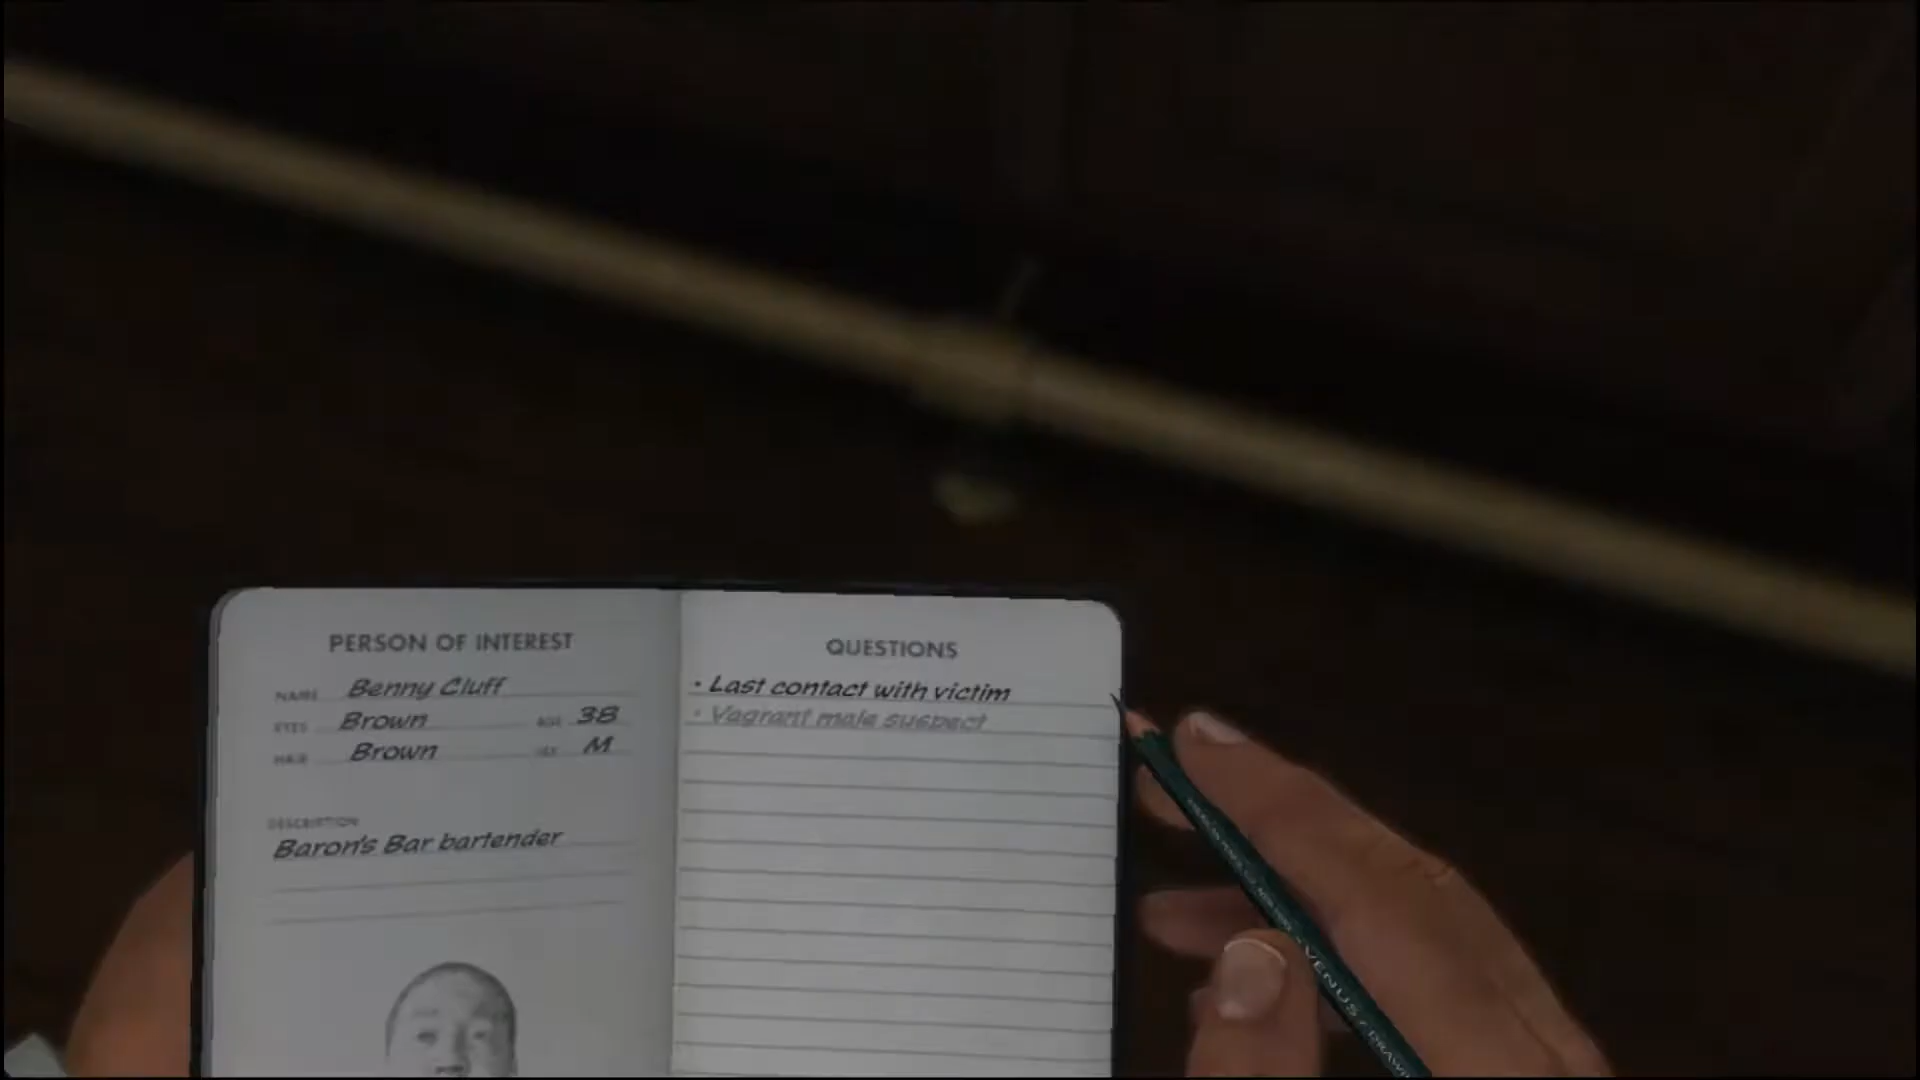 PERSON OF INTEREST
NAME Benny Cluff
EYES Brown AGE 38
HAIR Brown SEX M
DESCRIPTION
Baron's Bar bartender
QUESTIONS
· Last contact with victim
· Vagrant male suspect
VENUS